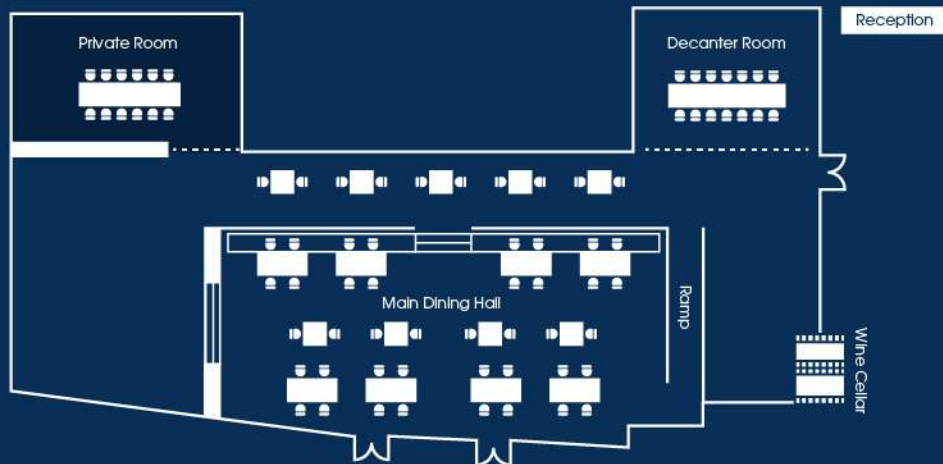 Reception
Private Room
Decanter Room
Main Dining Hall
Ramp
Wine Cellar